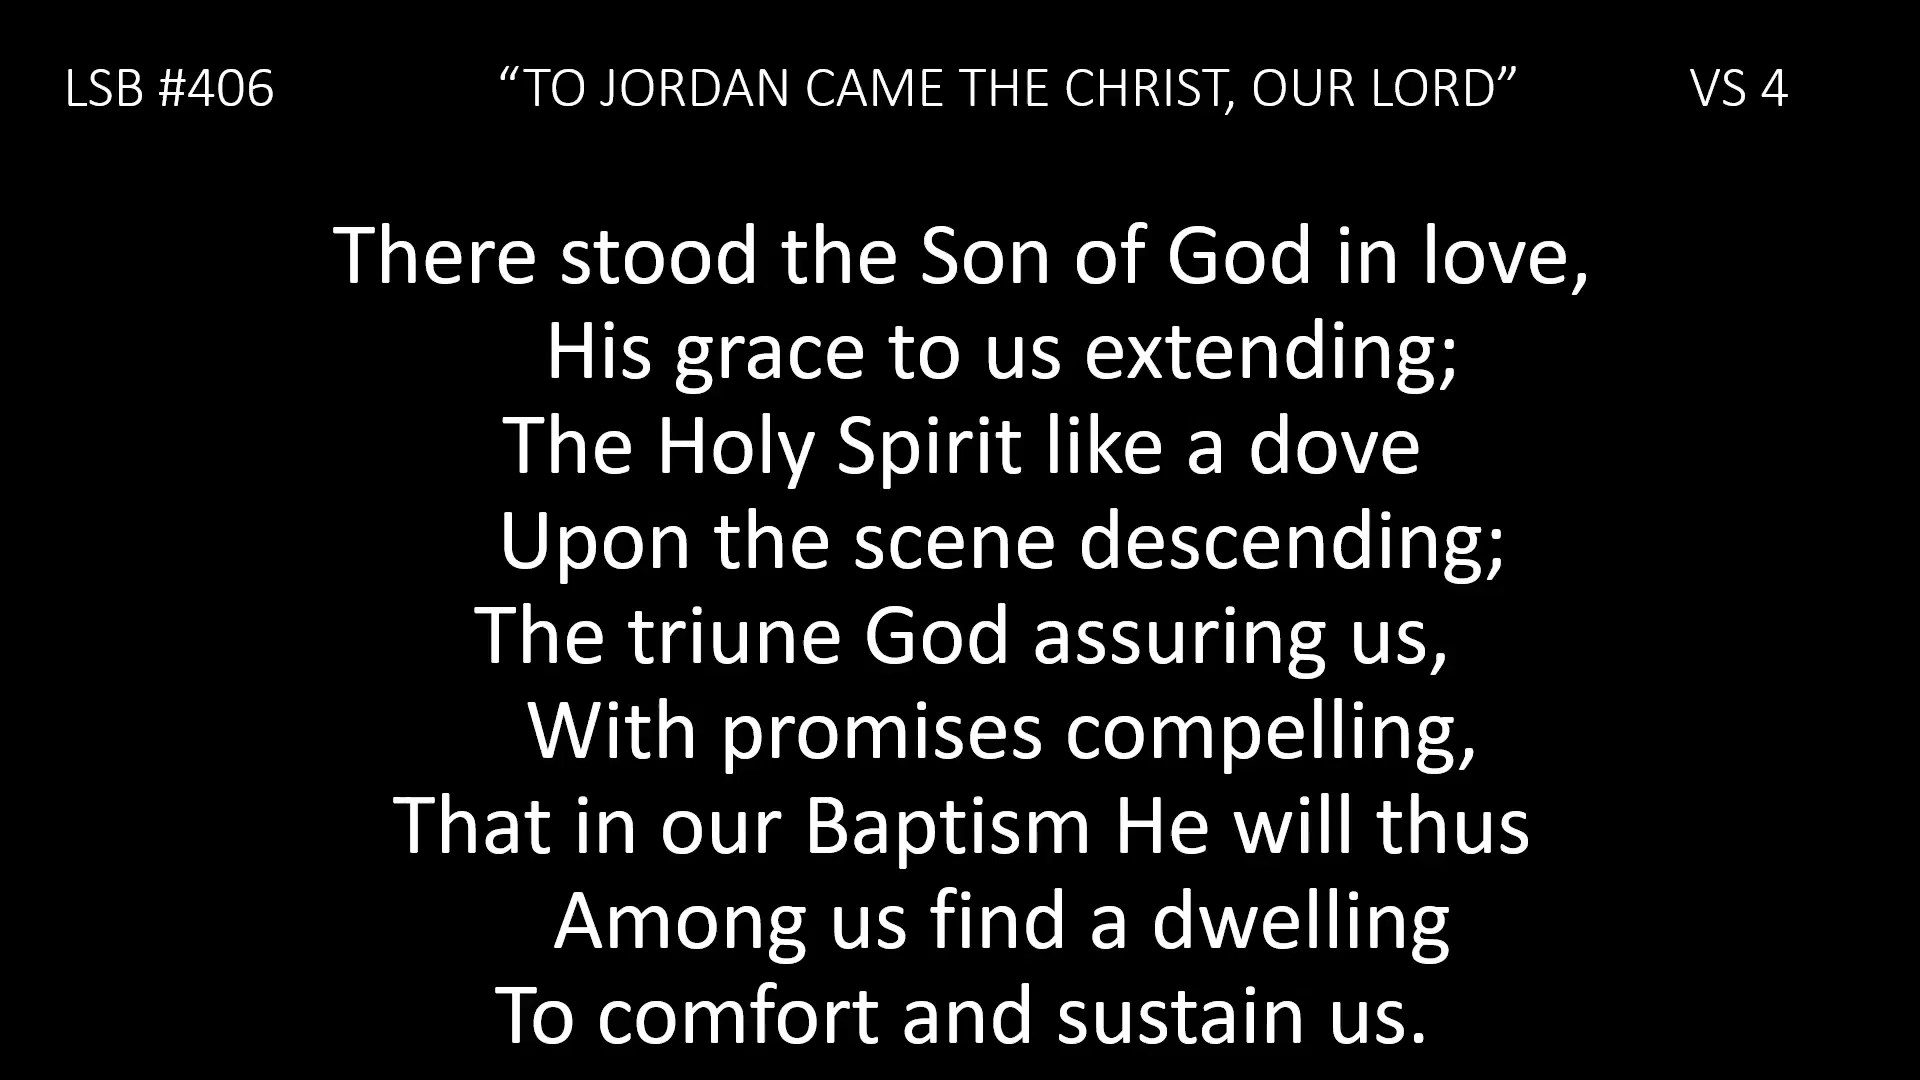 LSB #406 “TO JORDAN CAME THE CHRIST, OUR LORD” VS 4
There stood the Son of God in love,
His grace to us extending;
The Holy Spirit like a dove
Upon the scene descending;
The triune God assuring us,
With promises compelling,
That in our Baptism He will thus
Among us find a dwelling
To comfort and sustain us.